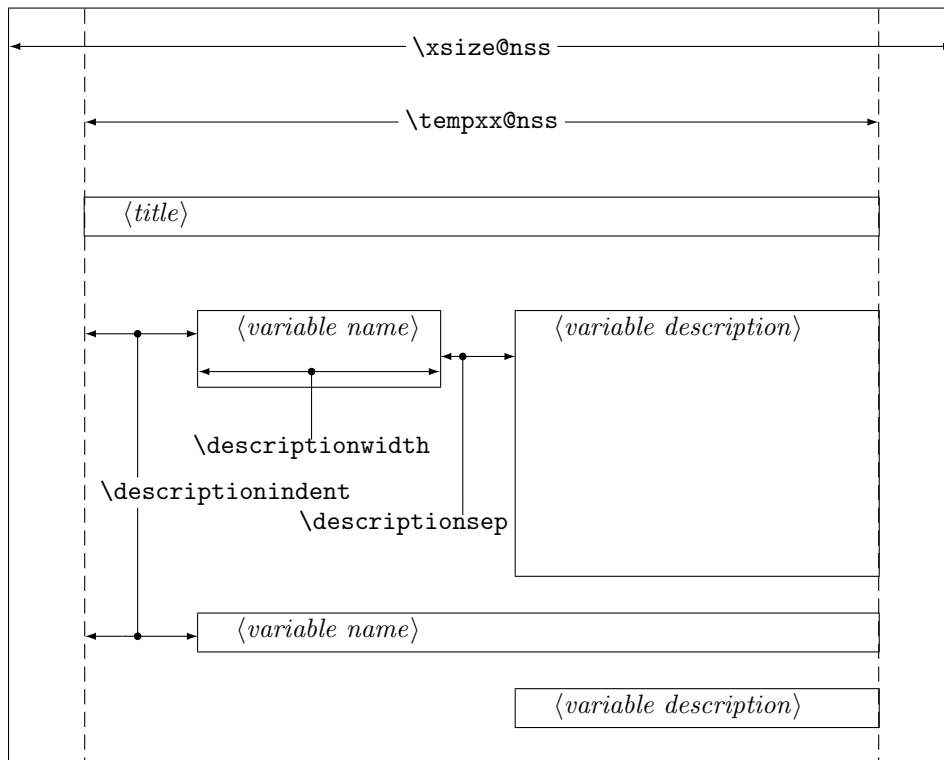 \xsize@nss
\tempxx@nss
⟨title⟩
⟨variable name⟩ ⟨variable description⟩
\descriptionwidth
\descriptionindent
\descriptionsep
⟨variable name⟩
⟨variable description⟩